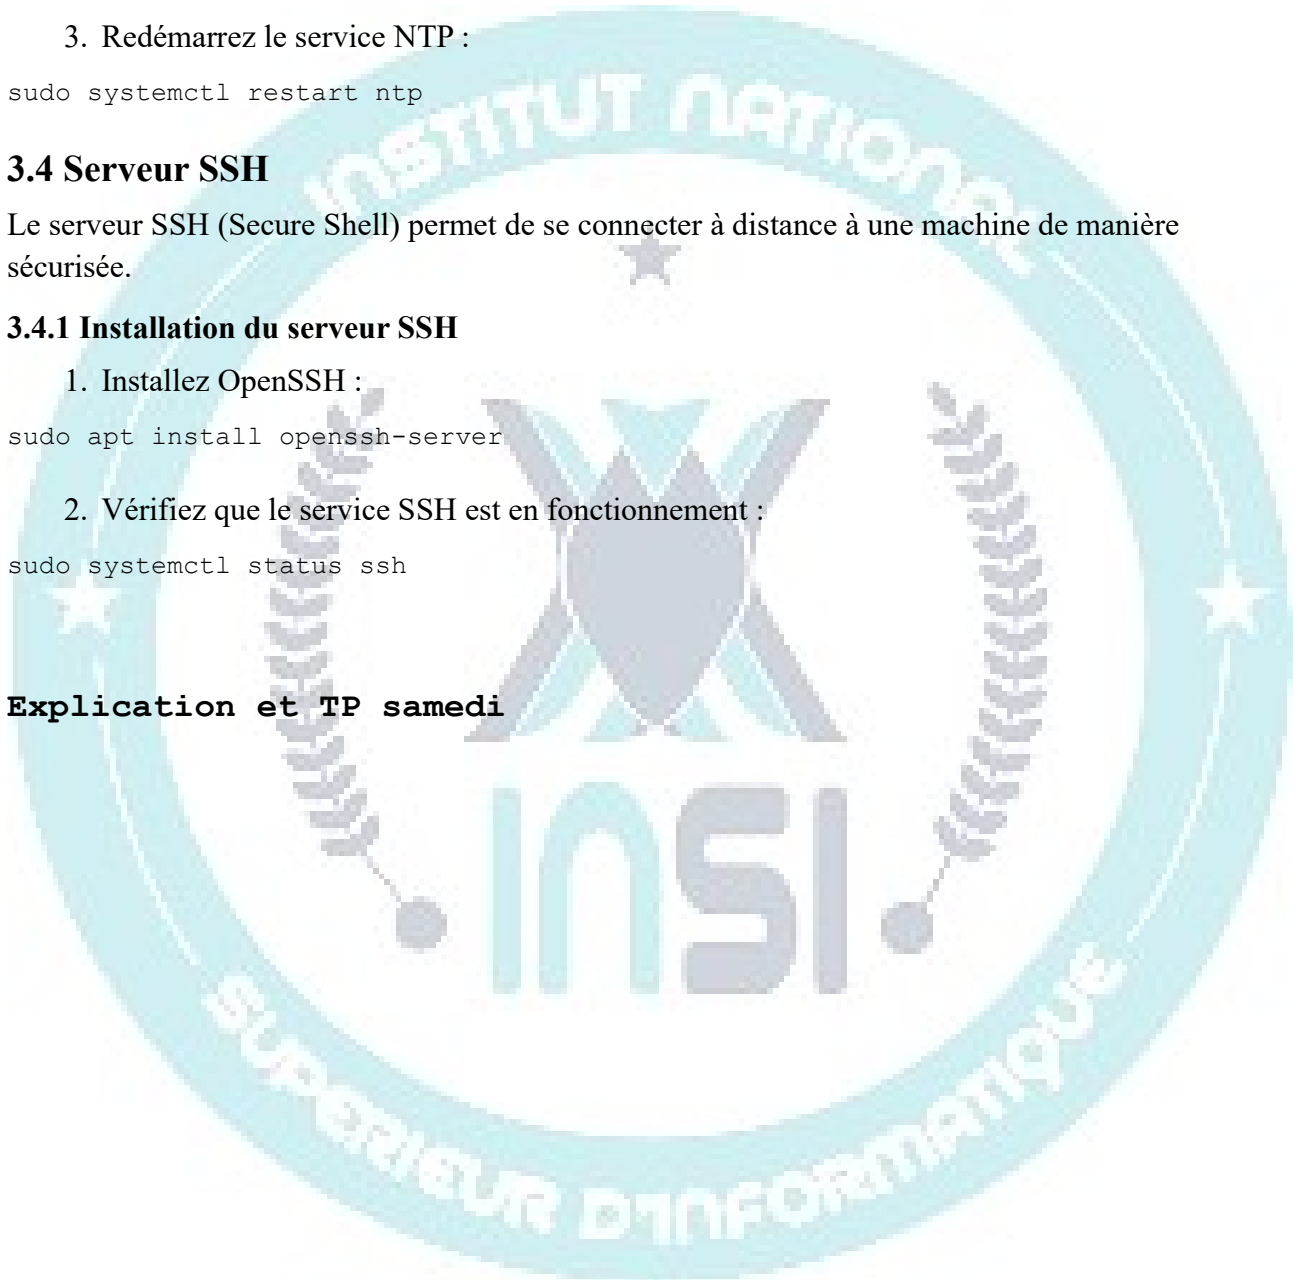 3. Redémarrez le service NTP :
sudo systemctl restart ntp
3.4 Serveur SSH
Le serveur SSH (Secure Shell) permet de se connecter à distance à une machine de manière
sécurisée.
3.4.1 Installation du serveur SSH
1. Installez OpenSSH :
sudo apt install openssh-server
2. Vérifiez que le service SSH est en fonctionnement :
sudo systemctl status ssh
Explication et TP samedi
INSTITUT NATIONAL
INSI
SUPERIEUR D'INFORMATIQUE